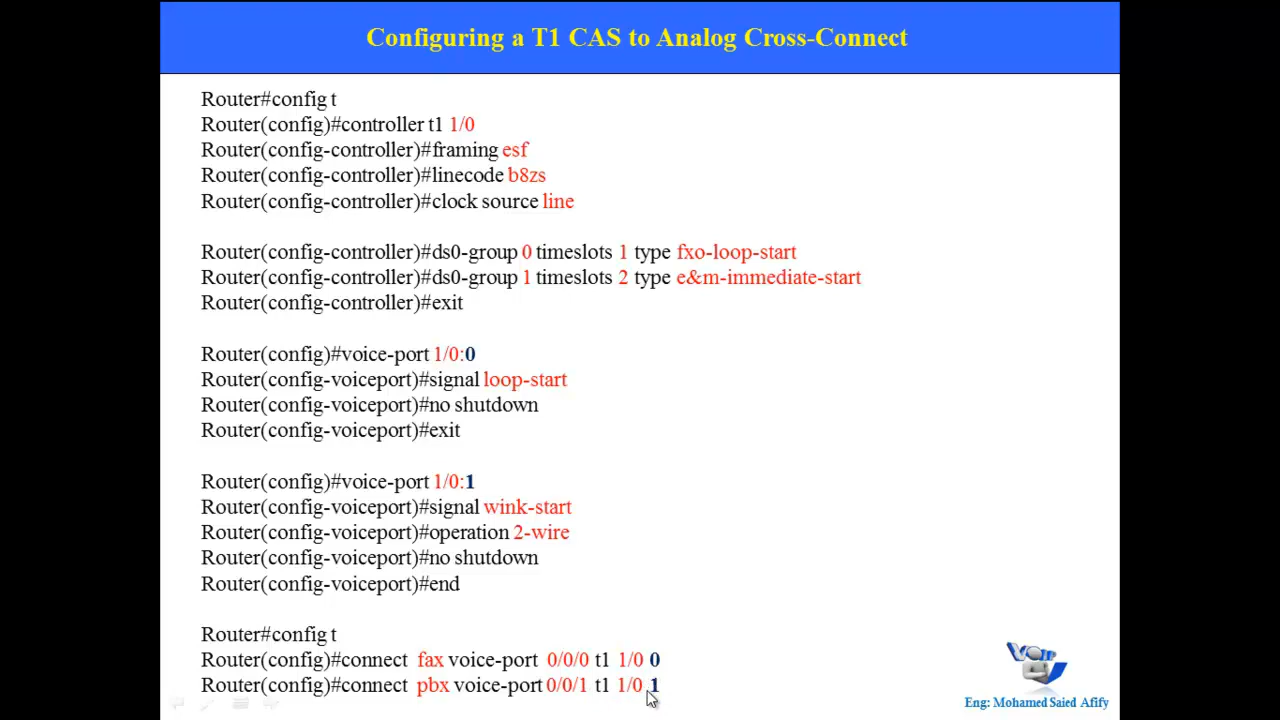 Configuring a T1 CAS to Analog Cross-Connect
Router#config t
Router(config)#controller t1 1/0
Router(config-controller)#framing esf
Router(config-controller)#linecode b8zs
Router(config-controller)#clock source line
Router(config-controller)#ds0-group 0 timeslots 1 type fxo-loop-start
Router(config-controller)#ds0-group 1 timeslots 2 type e&m-immediate-start
Router(config-controller)#exit
Router(config)#voice-port 1/0:0
Router(config-voiceport)#signal loop-start
Router(config-voiceport)#no shutdown
Router(config-voiceport)#exit
Router(config)#voice-port 1/0:1
Router(config-voiceport)#signal wink-start
Router(config-voiceport)#operation 2-wire
Router(config-voiceport)#no shutdown
Router(config-voiceport)#end
Router#config t
Router(config)#connect fax voice-port 0/0/0 t1 1/0 0
Router(config)#connect pbx voice-port 0/0/1 t1 1/0 1
VOIP
Eng: Mohamed Saied Afify